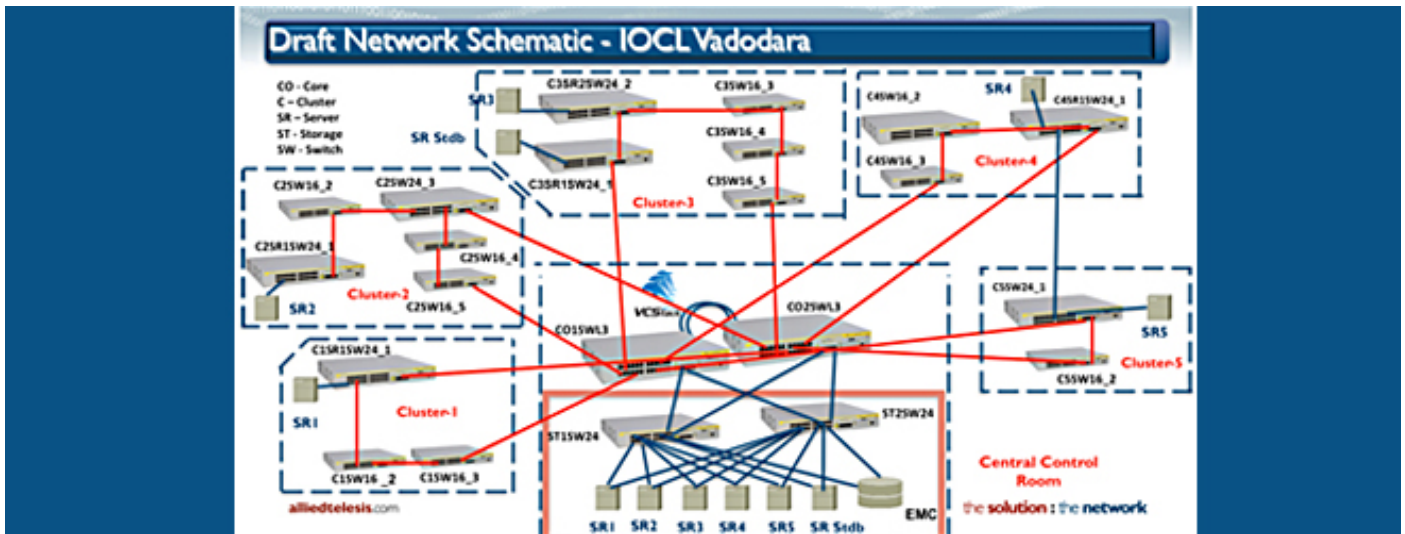 Draft Network Schematic - IOCL Vadodara
CO - Core
C – Cluster
SR – Server
ST - Storage
SW - Switch
C3SR2SW24_2
C3SW16_3
SR3
SR Stdb
C3SW16_4
C3SR1SW24_1
C3SW16_5
Cluster-3
C4SW16_2
SR4
C4SR1SW24_1
C4SW16_3
Cluster-4
C2SW16_2
C2SW24_3
C2SR1SW24_1
C2SW16_4
Cluster-2
SR2
C2SW16_5
VCStack
CO1SWL3
CO2SWL3
C5SW24_1
SR5
Cluster-5
C5SW16_2
C1SR1SW24_1
SR1
Cluster-1
C1SW16 _2
C1SW16_3
ST1SW24
ST2SW24
SR1
SR2
SR3
SR4
SR5
SR Stdb
EMC
Central Control
Room
alliedtelesis.com
the solution : the network